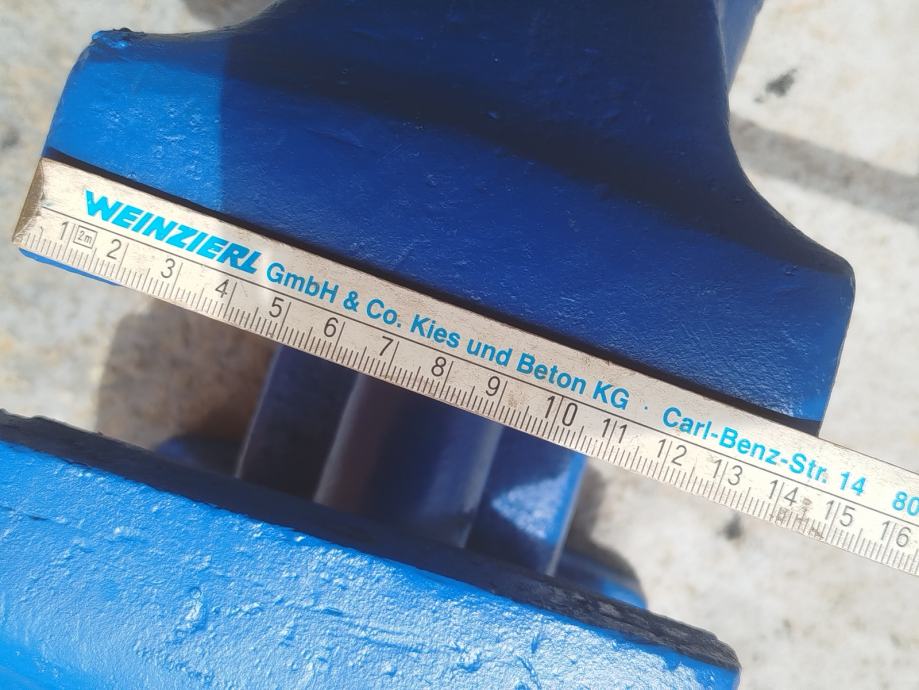 WEINZIERL GmbH & Co. Kies und Beton KG · Carl-Benz-Str. 14 80
1 2m 2 3 4 5 6 7 8 9 10 11 12 13 14 15 16